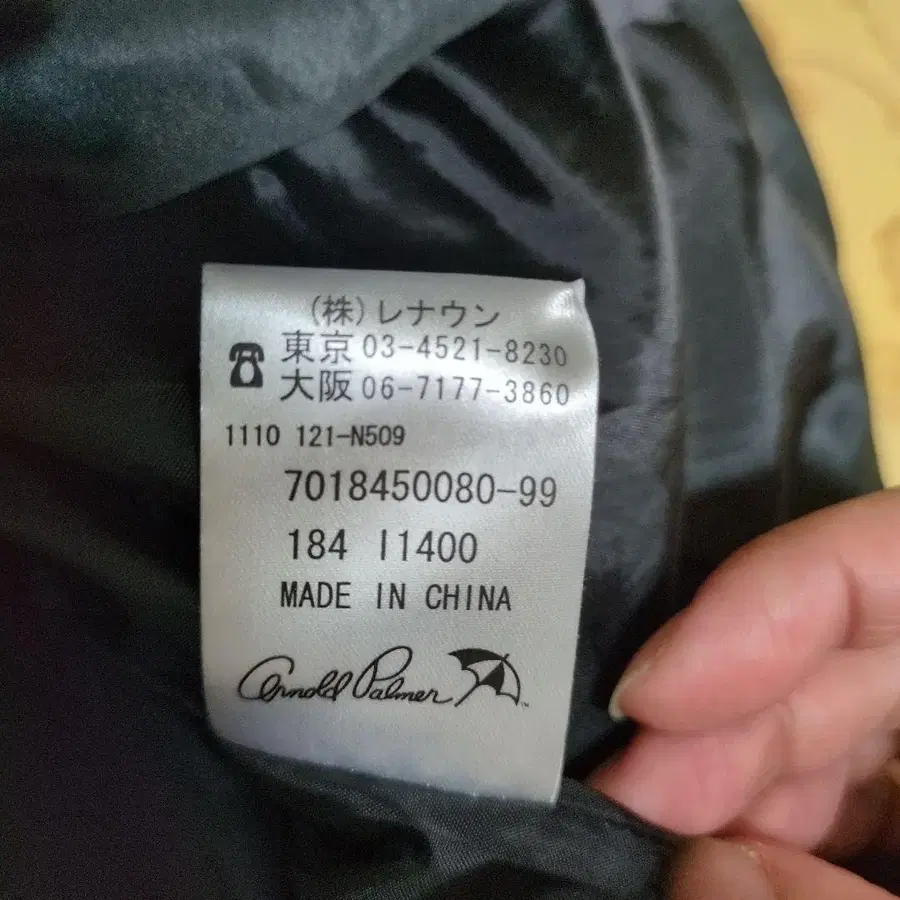 (株)レナウン
東京 03-4521-8230
大阪 06-7177-3860
1110 121-N509
7018450080-99
184 I1400
MADE IN CHINA
Arnold Palmer TM